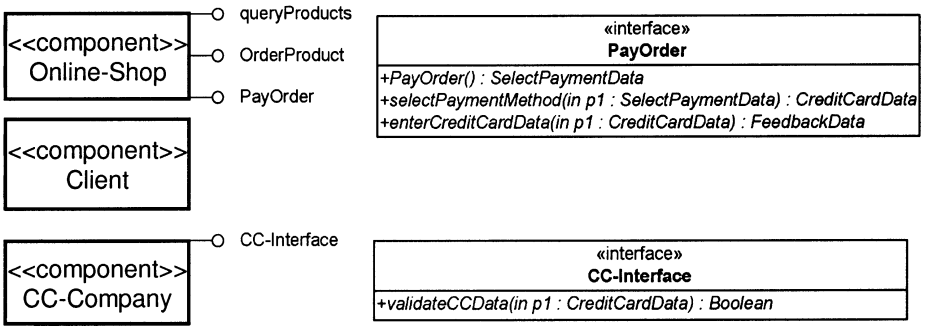 <<component>>
Online-Shop
queryProducts
OrderProduct
PayOrder
«interface»
PayOrder
+PayOrder() : SelectPaymentData
+selectPaymentMethod(in p1 : SelectPaymentData) : CreditCardData
+enterCreditCardData(in p1 : CreditCardData) : FeedbackData
<<component>>
Client
<<component>>
CC-Company
CC-Interface
«interface»
CC-Interface
+validateCCData(in p1 : CreditCardData) : Boolean